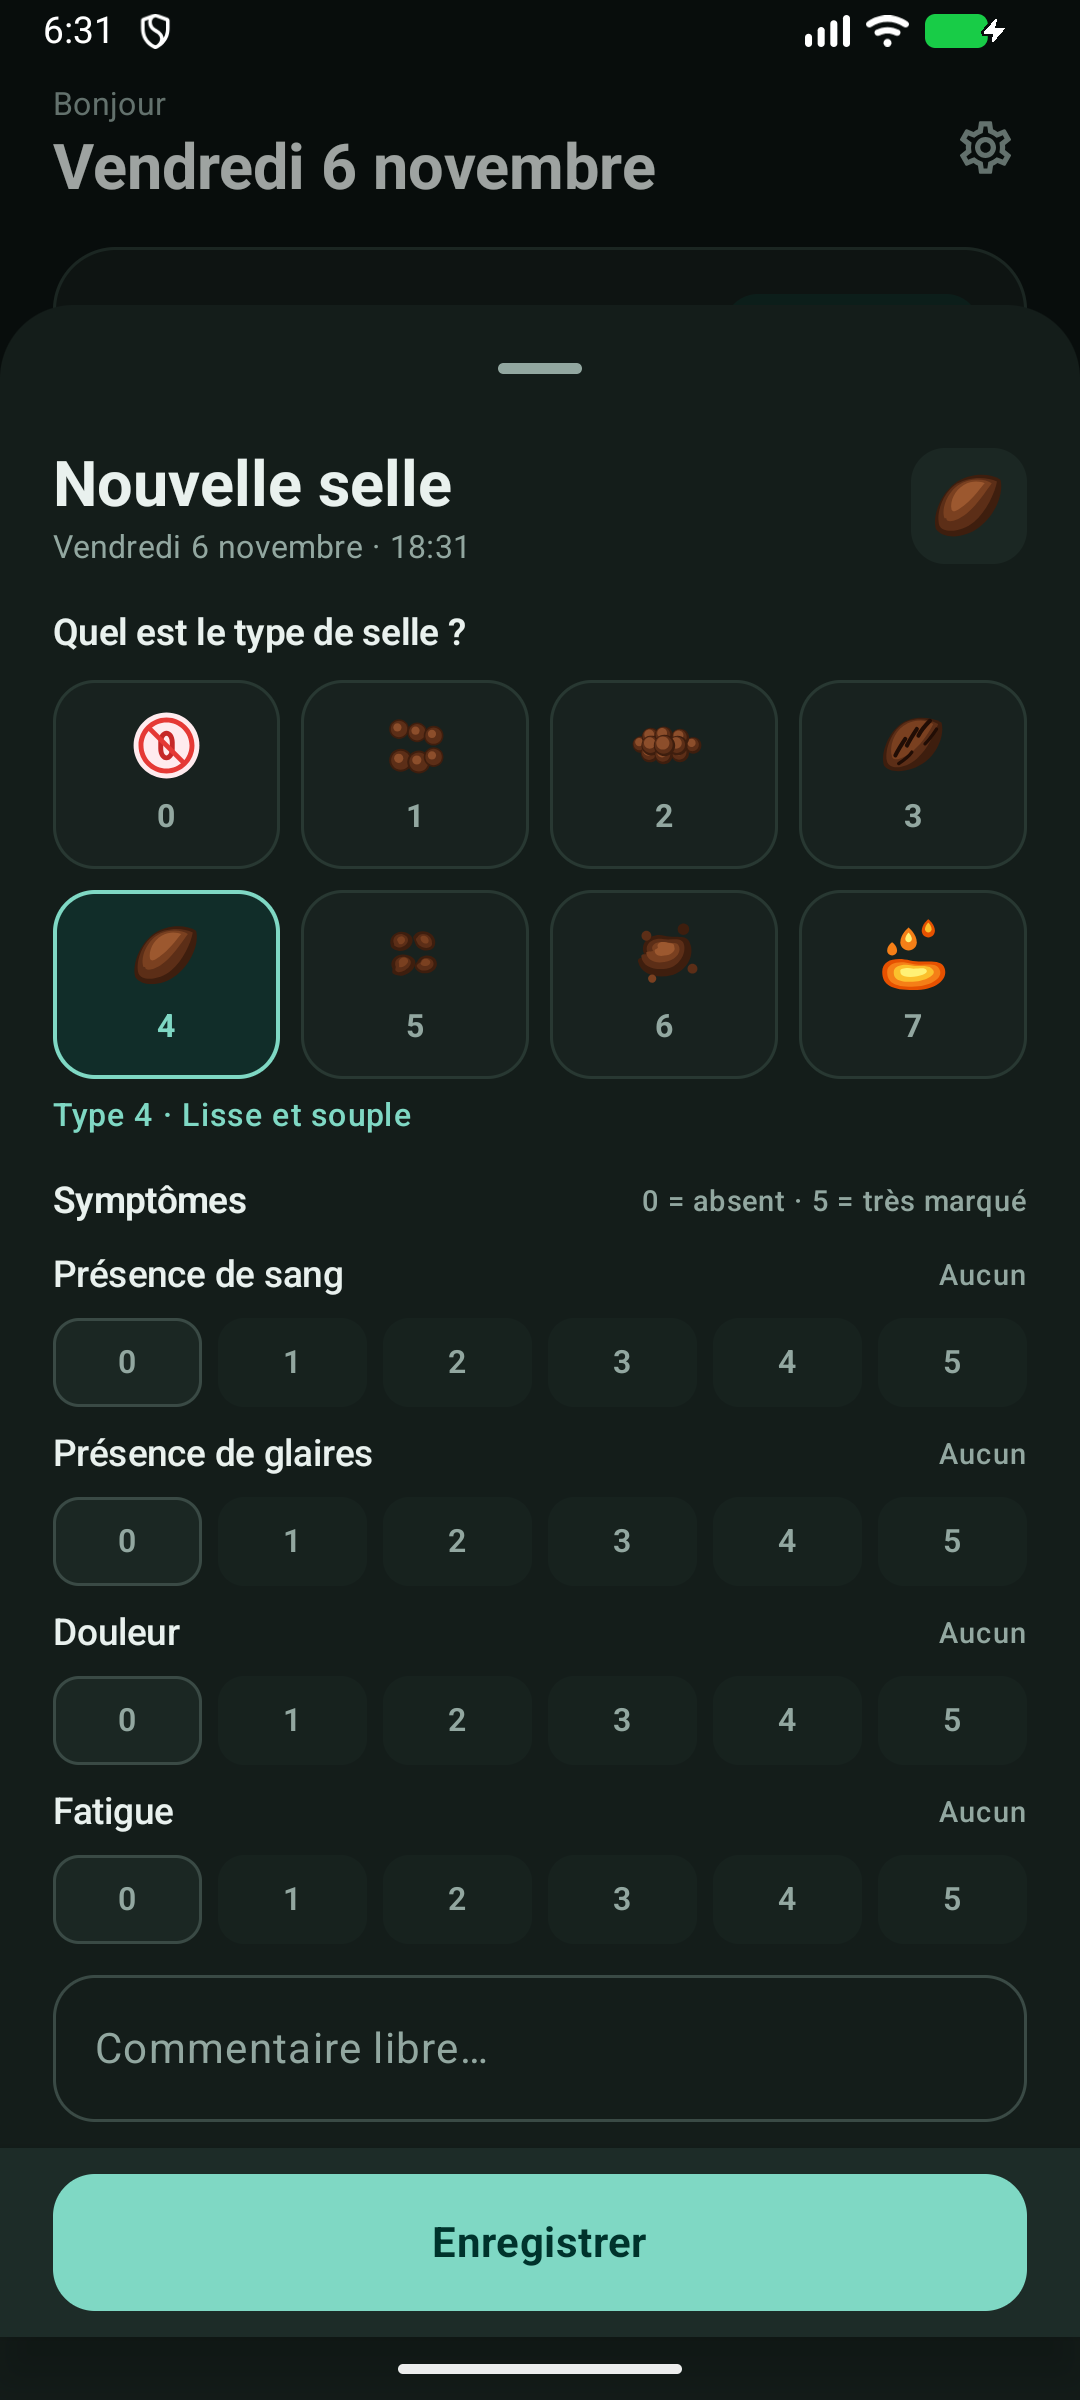 6:31
Bonjour
Vendredi 6 novembre
Nouvelle selle
Vendredi 6 novembre · 18:31
Quel est le type de selle ?
0 1 2 3
4 5 6 7
Type 4 · Lisse et souple
Symptômes 0 = absent · 5 = très marqué
Présence de sang Aucun
0 1 2 3 4 5
Présence de glaires Aucun
0 1 2 3 4 5
Douleur Aucun
0 1 2 3 4 5
Fatigue Aucun
0 1 2 3 4 5
Commentaire libre...
Enregistrer